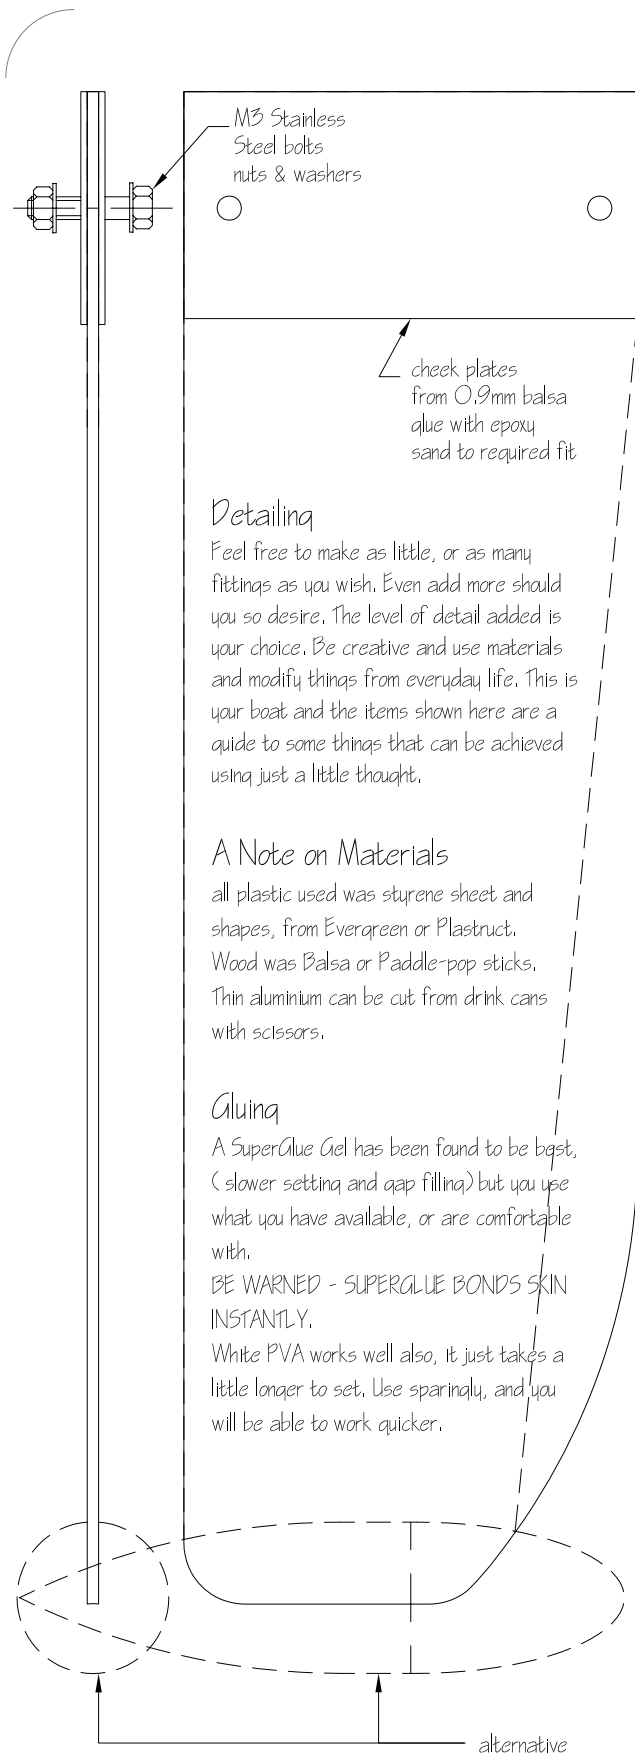 M3 Stainless
Steel bolts
nuts & washers
cheek plates
from 0.9mm balsa
glue with epoxy
sand to required fit
Detailing
Feel free to make as little, or as many
fittings as you wish. Even add more should
you so desire. The level of detail added is
your choice. Be creative and use materials
and modify things from everyday life. This is
your boat and the items shown here are a
guide to some things that can be achieved
using just a little thought.
A Note on Materials
all plastic used was styrene sheet and
shapes, from Evergreen or Plastruct.
Wood was Balsa or Paddle-pop sticks.
Thin aluminium can be cut from drink cans
with scissors.
Gluing
A SuperGlue Gel has been found to be best,
( slower setting and gap filling) but you use
what you have available, or are comfortable
with.
BE WARNED - SUPERGLUE BONDS SKIN
INSTANTLY.
White PVA works well also, it just takes a
little longer to set. Use sparingly, and you
will be able to work quicker.
alternative